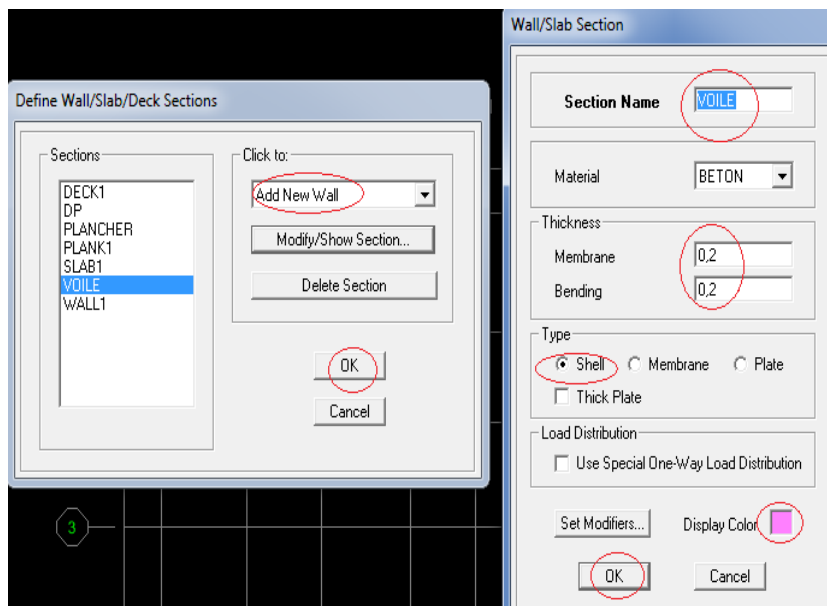 Define Wall/Slab/Deck Sections
Sections
DECK1
DP
PLANCHER
PLANK1
SLAB1
VOILE
WALL1
Click to:
Add New Wall
Modify/Show Section...
Delete Section
OK
Cancel
3
Wall/Slab Section
Section Name VOILE
Material BETON
Thickness
Membrane 0,2
Bending 0,2
Type
Shell Membrane Plate
Thick Plate
Load Distribution
Use Special One-Way Load Distribution
Set Modifiers... Display Color
OK Cancel